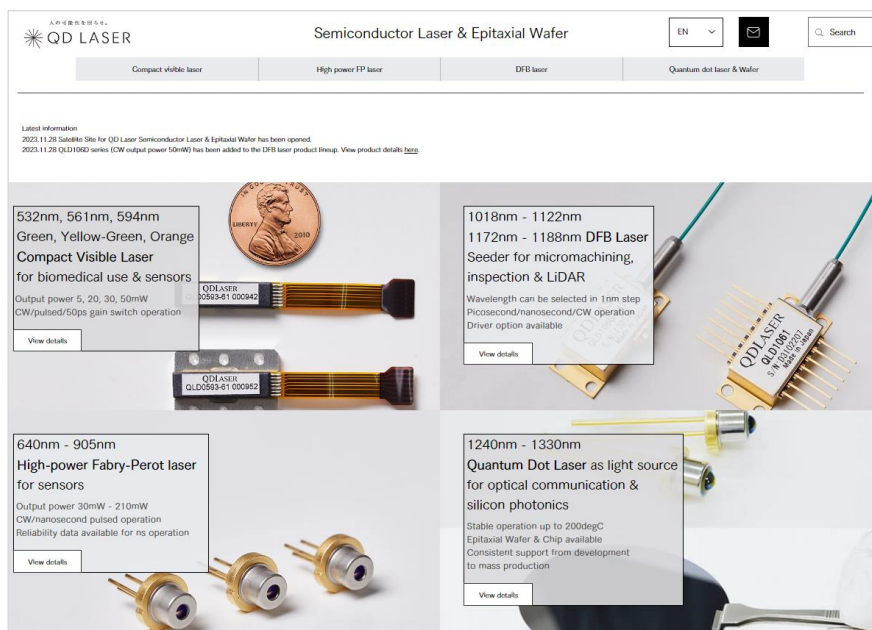 人の可能性を照らせ。
QD LASER
Semiconductor Laser & Epitaxial Wafer
EN
Search
Compact visible laser
High power FP laser
DFB laser
Quantum dot laser & Wafer
Latest information
2023.11.28 Satellite Site for QD Laser Semiconductor Laser & Epitaxial Wafer has been opened.
2023.11.28 QLD106D series (CW output power 50mW) has been added to the DFB laser product lineup. View product details here.
532nm, 561nm, 594nm
Green, Yellow-Green, Orange
Compact Visible Laser
for biomedical use & sensors
Output power 5, 20, 30, 50mW
CW/pulsed/50ps gain switch operation
View details
LIBERTY
2010
QDLASER
QLD0593-61 000942
QDLASER
QLD0593-61 000952
1018nm - 1122nm
1172nm - 1188nm DFB Laser
Seeder for micromachining,
inspection & LiDAR
Wavelength can be selected in 1nm step
Picosecond/nanosecond/CW operation
Driver option available
View details
QDLASER
QLD1061
S/N 03102207
Made in Japan
640nm - 905nm
High-power Fabry-Perot laser
for sensors
Output power 30mW - 210mW
CW/nanosecond pulsed operation
Reliability data available for ns operation
View details
1240nm - 1330nm
Quantum Dot Laser as light source
for optical communication &
silicon photonics
Stable operation up to 200degC
Epitaxial Wafer & Chip available
Consistent support from development
to mass production
View details